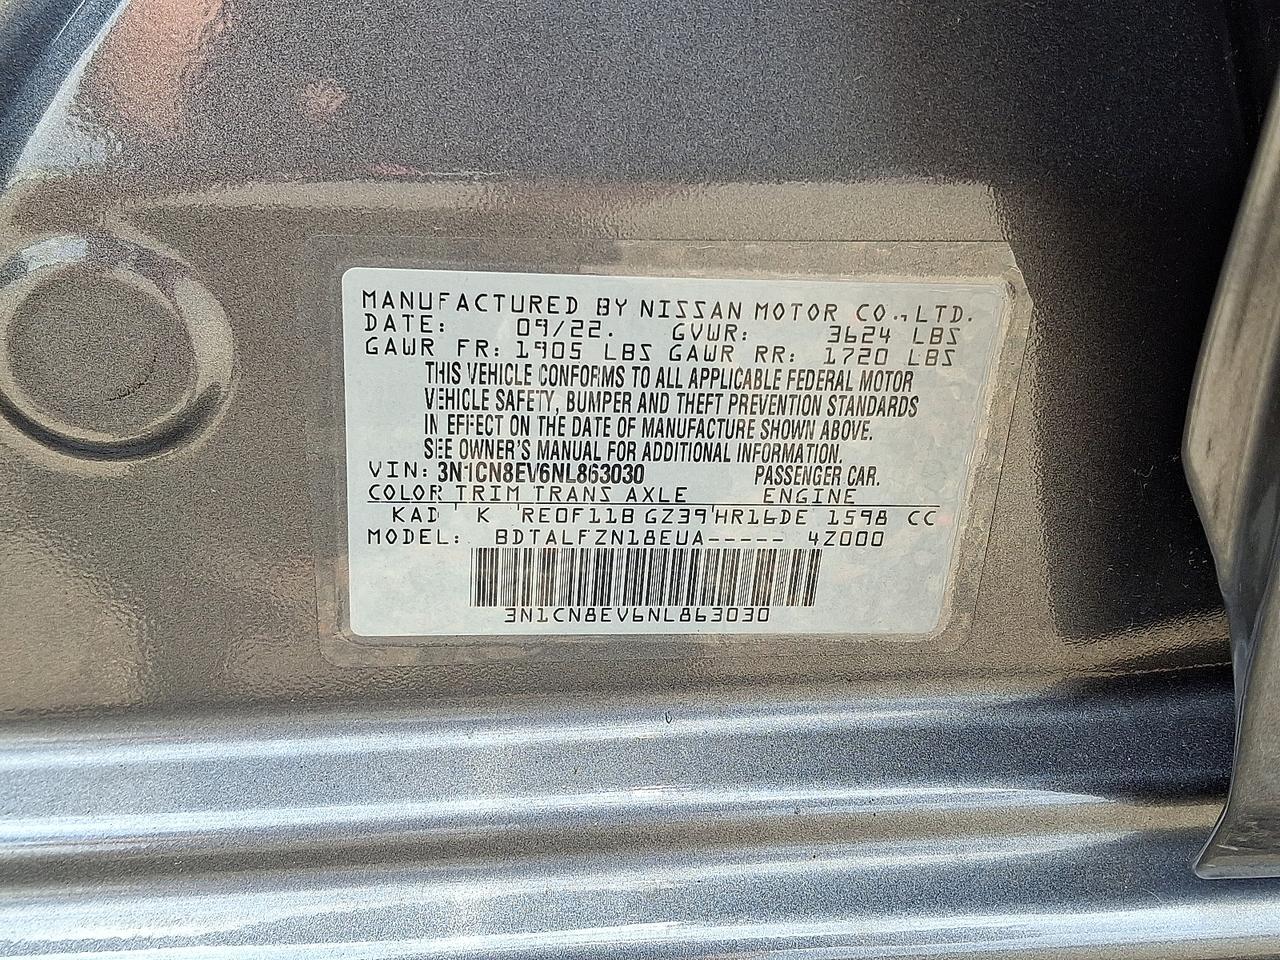 MANUFACTURED BY NISSAN MOTOR CO.,LTD.
DATE: 09/22. GVWR: 3624 LBS
GAWR FR: 1905 LBS GAWR RR: 1720 LBS
THIS VEHICLE CONFORMS TO ALL APPLICABLE FEDERAL MOTOR
VEHICLE SAFETY, BUMPER AND THEFT PREVENTION STANDARDS
IN EFFECT ON THE DATE OF MANUFACTURE SHOWN ABOVE.
SEE OWNER'S MANUAL FOR ADDITIONAL INFORMATION.
VIN: 3N1CN8EV6NL863030 PASSENGER CAR.
COLOR TRIM TRANS AXLE ENGINE
KAD K RE0F11B GZ39 HR16DE 1598 CC
MODEL: BDTALFZN18EUA----- 4Z000
3N1CN8EV6NL863030